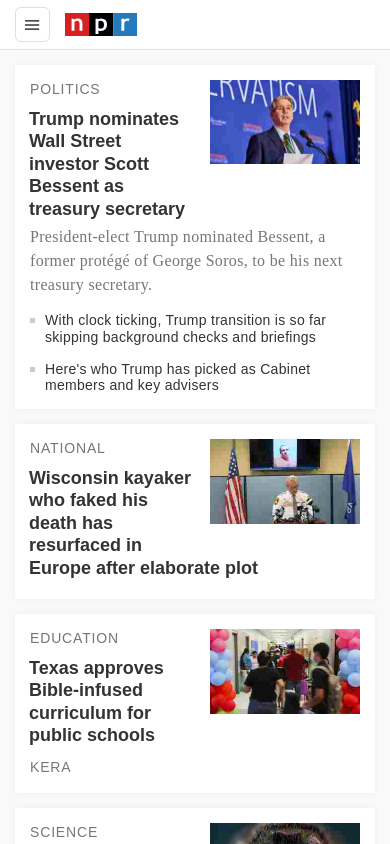 npr
POLITICS
RVATISM
Trump nominates
Wall Street
investor Scott
Bessent as
treasury secretary
President-elect Trump nominated Bessent, a
former protégé of George Soros, to be his next
treasury secretary.
With clock ticking, Trump transition is so far
skipping background checks and briefings
Here's who Trump has picked as Cabinet
members and key advisers
NATIONAL
Wisconsin kayaker
who faked his
death has
resurfaced in
Europe after elaborate plot
EDUCATION
Texas approves
Bible-infused
curriculum for
public schools
KERA
SCIENCE